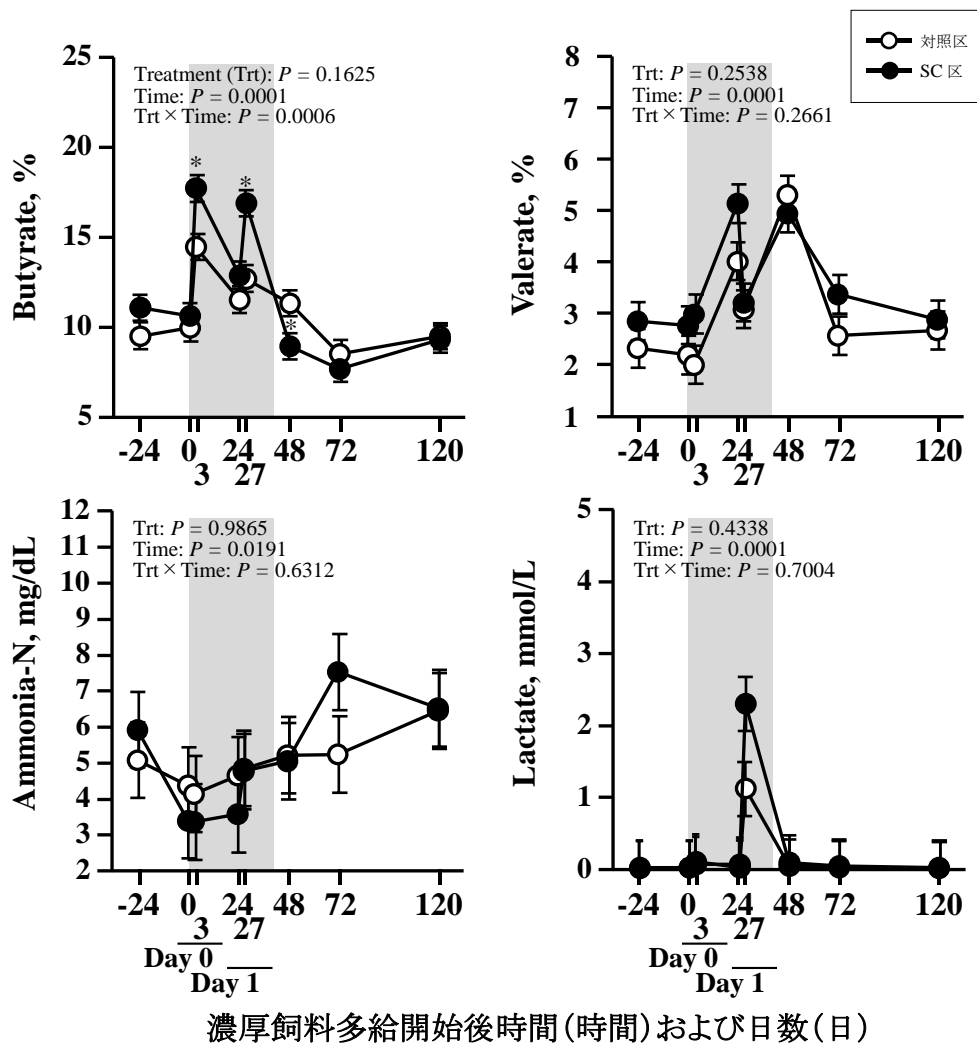 対照区
SC 区
Butyrate, %
25
20
15
10
5
Treatment (Trt): P = 0.1625
Time: P = 0.0001
Trt × Time: P = 0.0006
*
*
*
-24 0 24 48 72 120
3 27
Valerate, %
8
7
6
5
4
3
2
1
Trt: P = 0.2538
Time: P = 0.0001
Trt × Time: P = 0.2661
-24 0 24 48 72 120
3 27
Ammonia-N, mg/dL
12
11
10
9
8
7
6
5
4
3
2
Trt: P = 0.9865
Time: P = 0.0191
Trt × Time: P = 0.6312
-24 0 24 48 72 120
3 27
Day 0
Day 1
Lactate, mmol/L
5
4
3
2
1
0
Trt: P = 0.4338
Time: P = 0.0001
Trt × Time: P = 0.7004
-24 0 24 48 72 120
3 27
Day 0
Day 1
濃厚飼料多給開始後時間(時間)および日数(日)